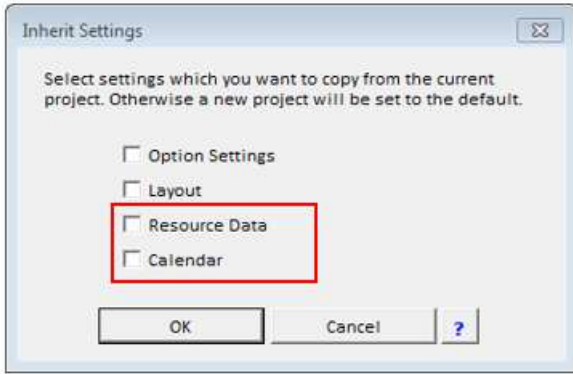 Inherit Settings
Select settings which you want to copy from the current
project. Otherwise a new project will be set to the default.
Option Settings
Layout
Resource Data
Calendar
OK Cancel ?